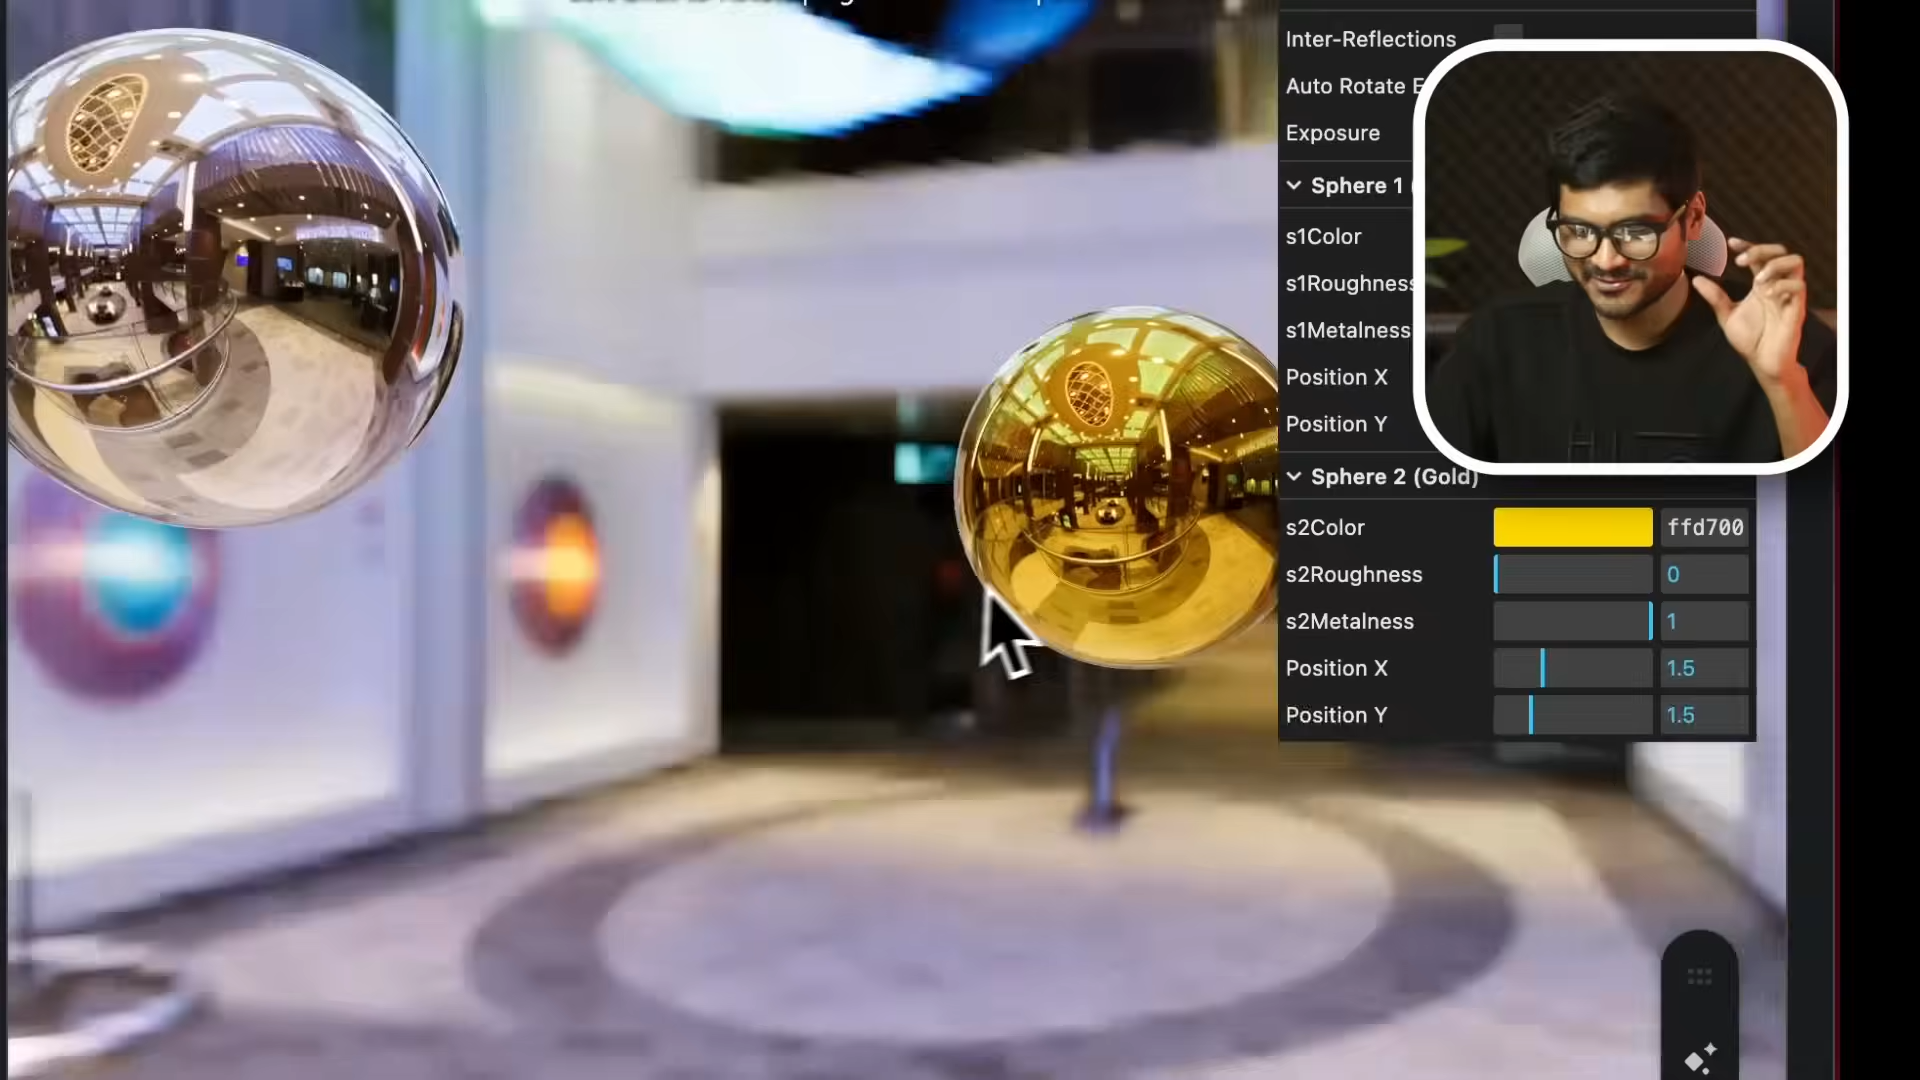 Inter-Reflections
Auto Rotate
Exposure
Sphere 1
s1Color
s1Roughness
s1Metalness
Position X
Position Y
Sphere 2 (Gold)
s2Color ffd700
s2Roughness 0
s2Metalness 1
Position X 1.5
Position Y 1.5